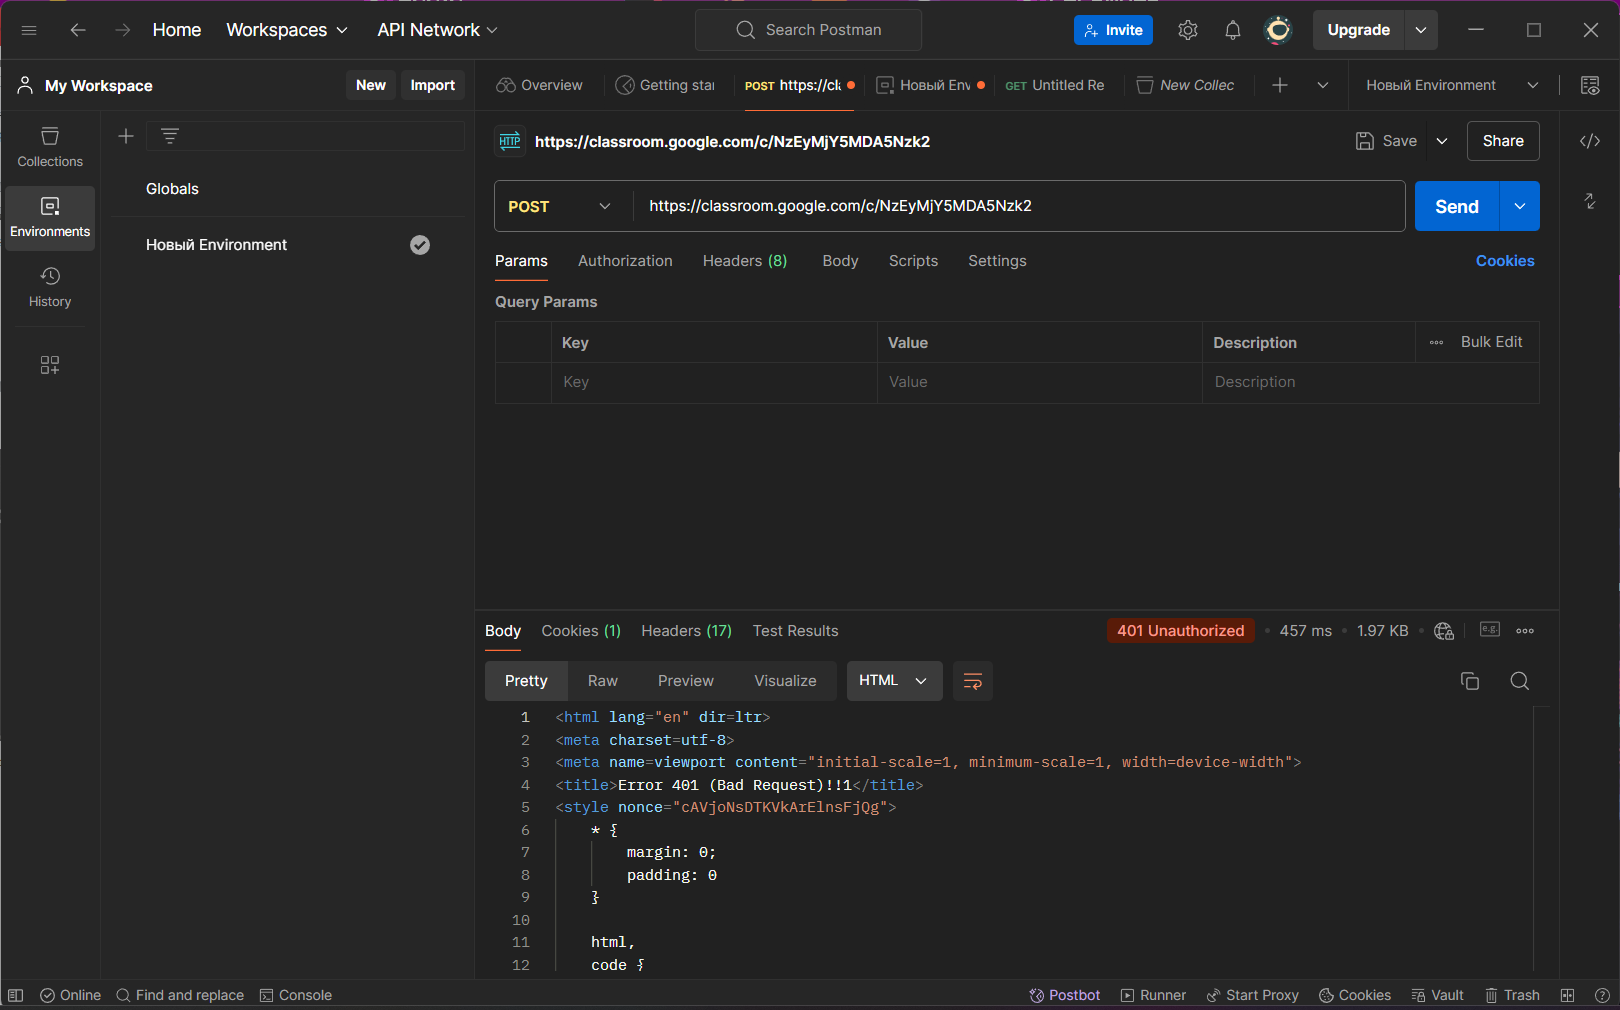 Home Workspaces API Network Search Postman Invite Upgrade
My Workspace New Import Overview Getting star POST https://cl Новый Env GET Untitled Re New Collec Новый Environment
Collections
Environments
History
Globals
Новый Environment
HTTP https://classroom.google.com/c/NzEyMjY5MDA5Nzk2 Save Share
POST https://classroom.google.com/c/NzEyMjY5MDA5Nzk2 Send
Params Authorization Headers (8) Body Scripts Settings Cookies
Query Params
Key Value Description Bulk Edit
Key Value Description
Body Cookies (1) Headers (17) Test Results 401 Unauthorized 457 ms 1.97 KB e.g.
Pretty Raw Preview Visualize HTML
1 <html lang="en" dir=ltr>
2 <meta charset=utf-8>
3 <meta name=viewport content="initial-scale=1, minimum-scale=1, width=device-width">
4 <title>Error 401 (Bad Request)!!1</title>
5 <style nonce="cAVjoNsDTKVkArElnsFjQg">
6 * {
7 margin: 0;
8 padding: 0
9 }
10
11 html,
12 code {
Online Find and replace Console Postbot Runner Start Proxy Cookies Vault Trash